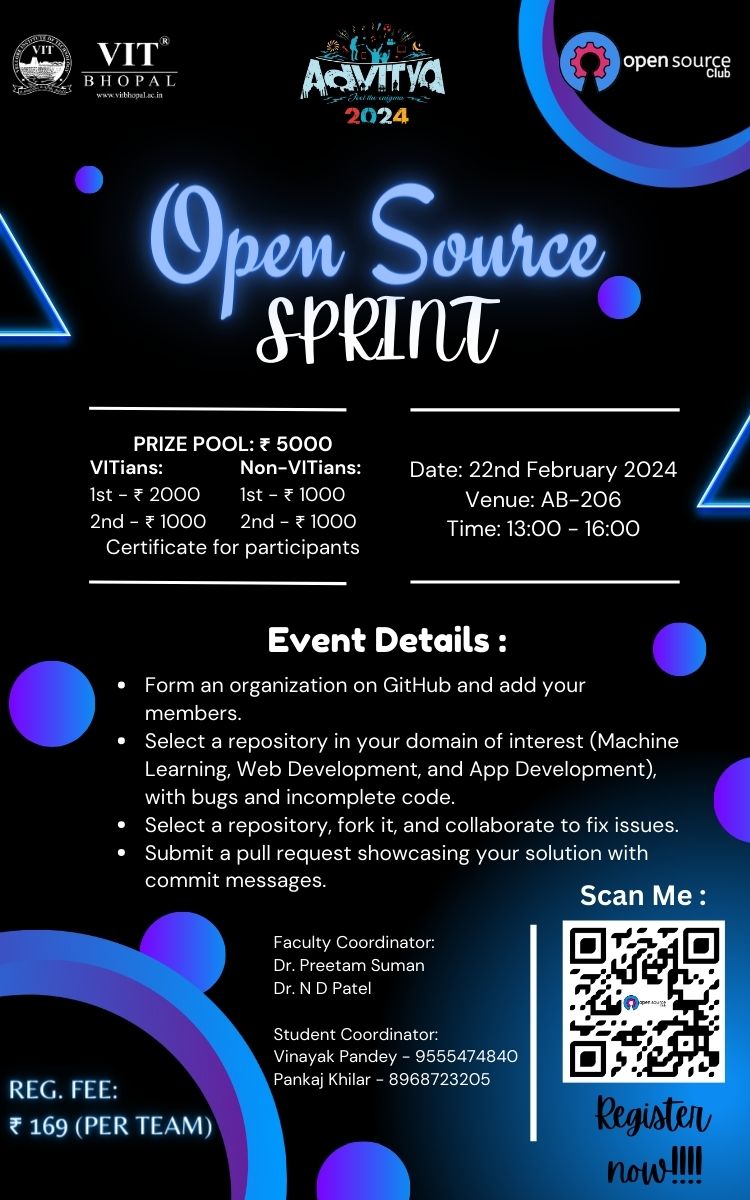 VIT®
BHOPAL
www.vitbhopal.ac.in
VIT
AdVITYA
Feel the enigma
2024
open source
Club
Open Source
SPRINT
PRIZE POOL: ₹ 5000
VITians: Non-VITians:
1st - ₹ 2000 1st - ₹ 1000
2nd - ₹ 1000 2nd - ₹ 1000
Certificate for participants
Date: 22nd February 2024
Venue: AB-206
Time: 13:00 - 16:00
Event Details :
• Form an organization on GitHub and add your
members.
• Select a repository in your domain of interest (Machine
Learning, Web Development, and App Development),
with bugs and incomplete code.
• Select a repository, fork it, and collaborate to fix issues.
• Submit a pull request showcasing your solution with
commit messages.
Scan Me :
open source
Faculty Coordinator:
Dr. Preetam Suman
Dr. N D Patel
Student Coordinator:
Vinayak Pandey - 9555474840
Pankaj Khilar - 8968723205
REG. FEE:
₹ 169 (PER TEAM)
Register
now!!!!